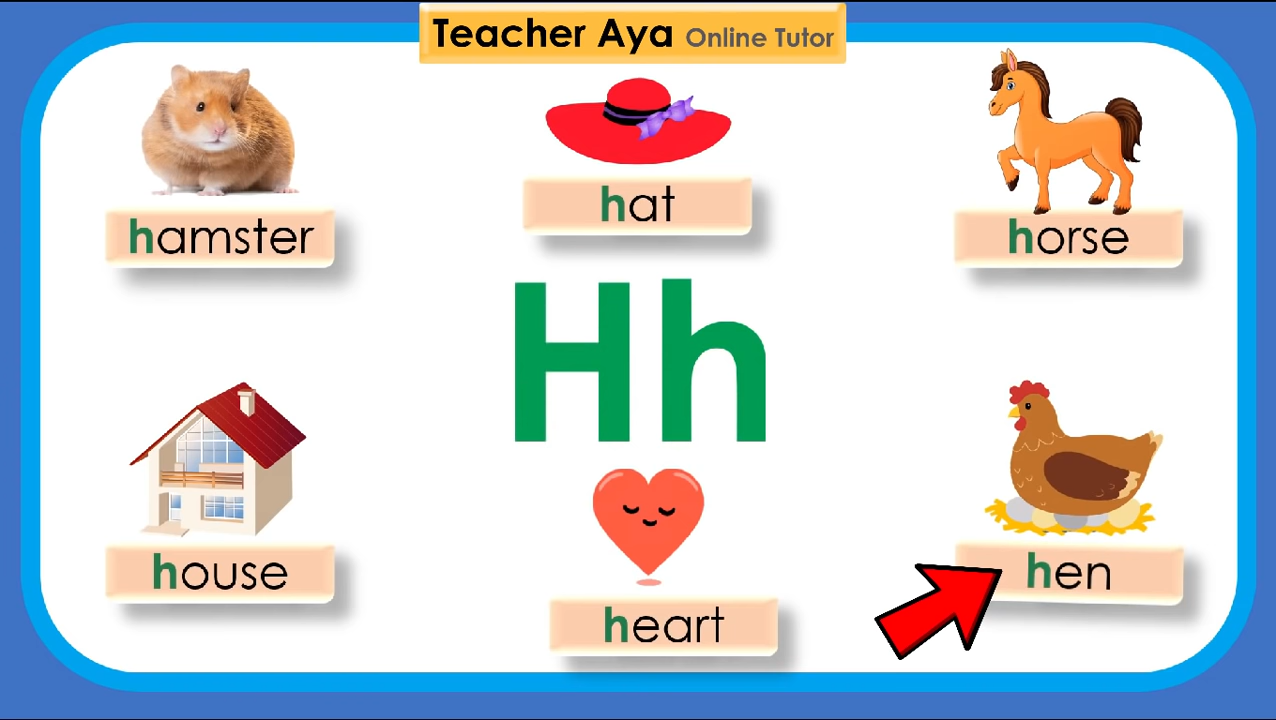 Teacher Aya Online Tutor
hamster
hat
horse
Hh
house
heart
hen